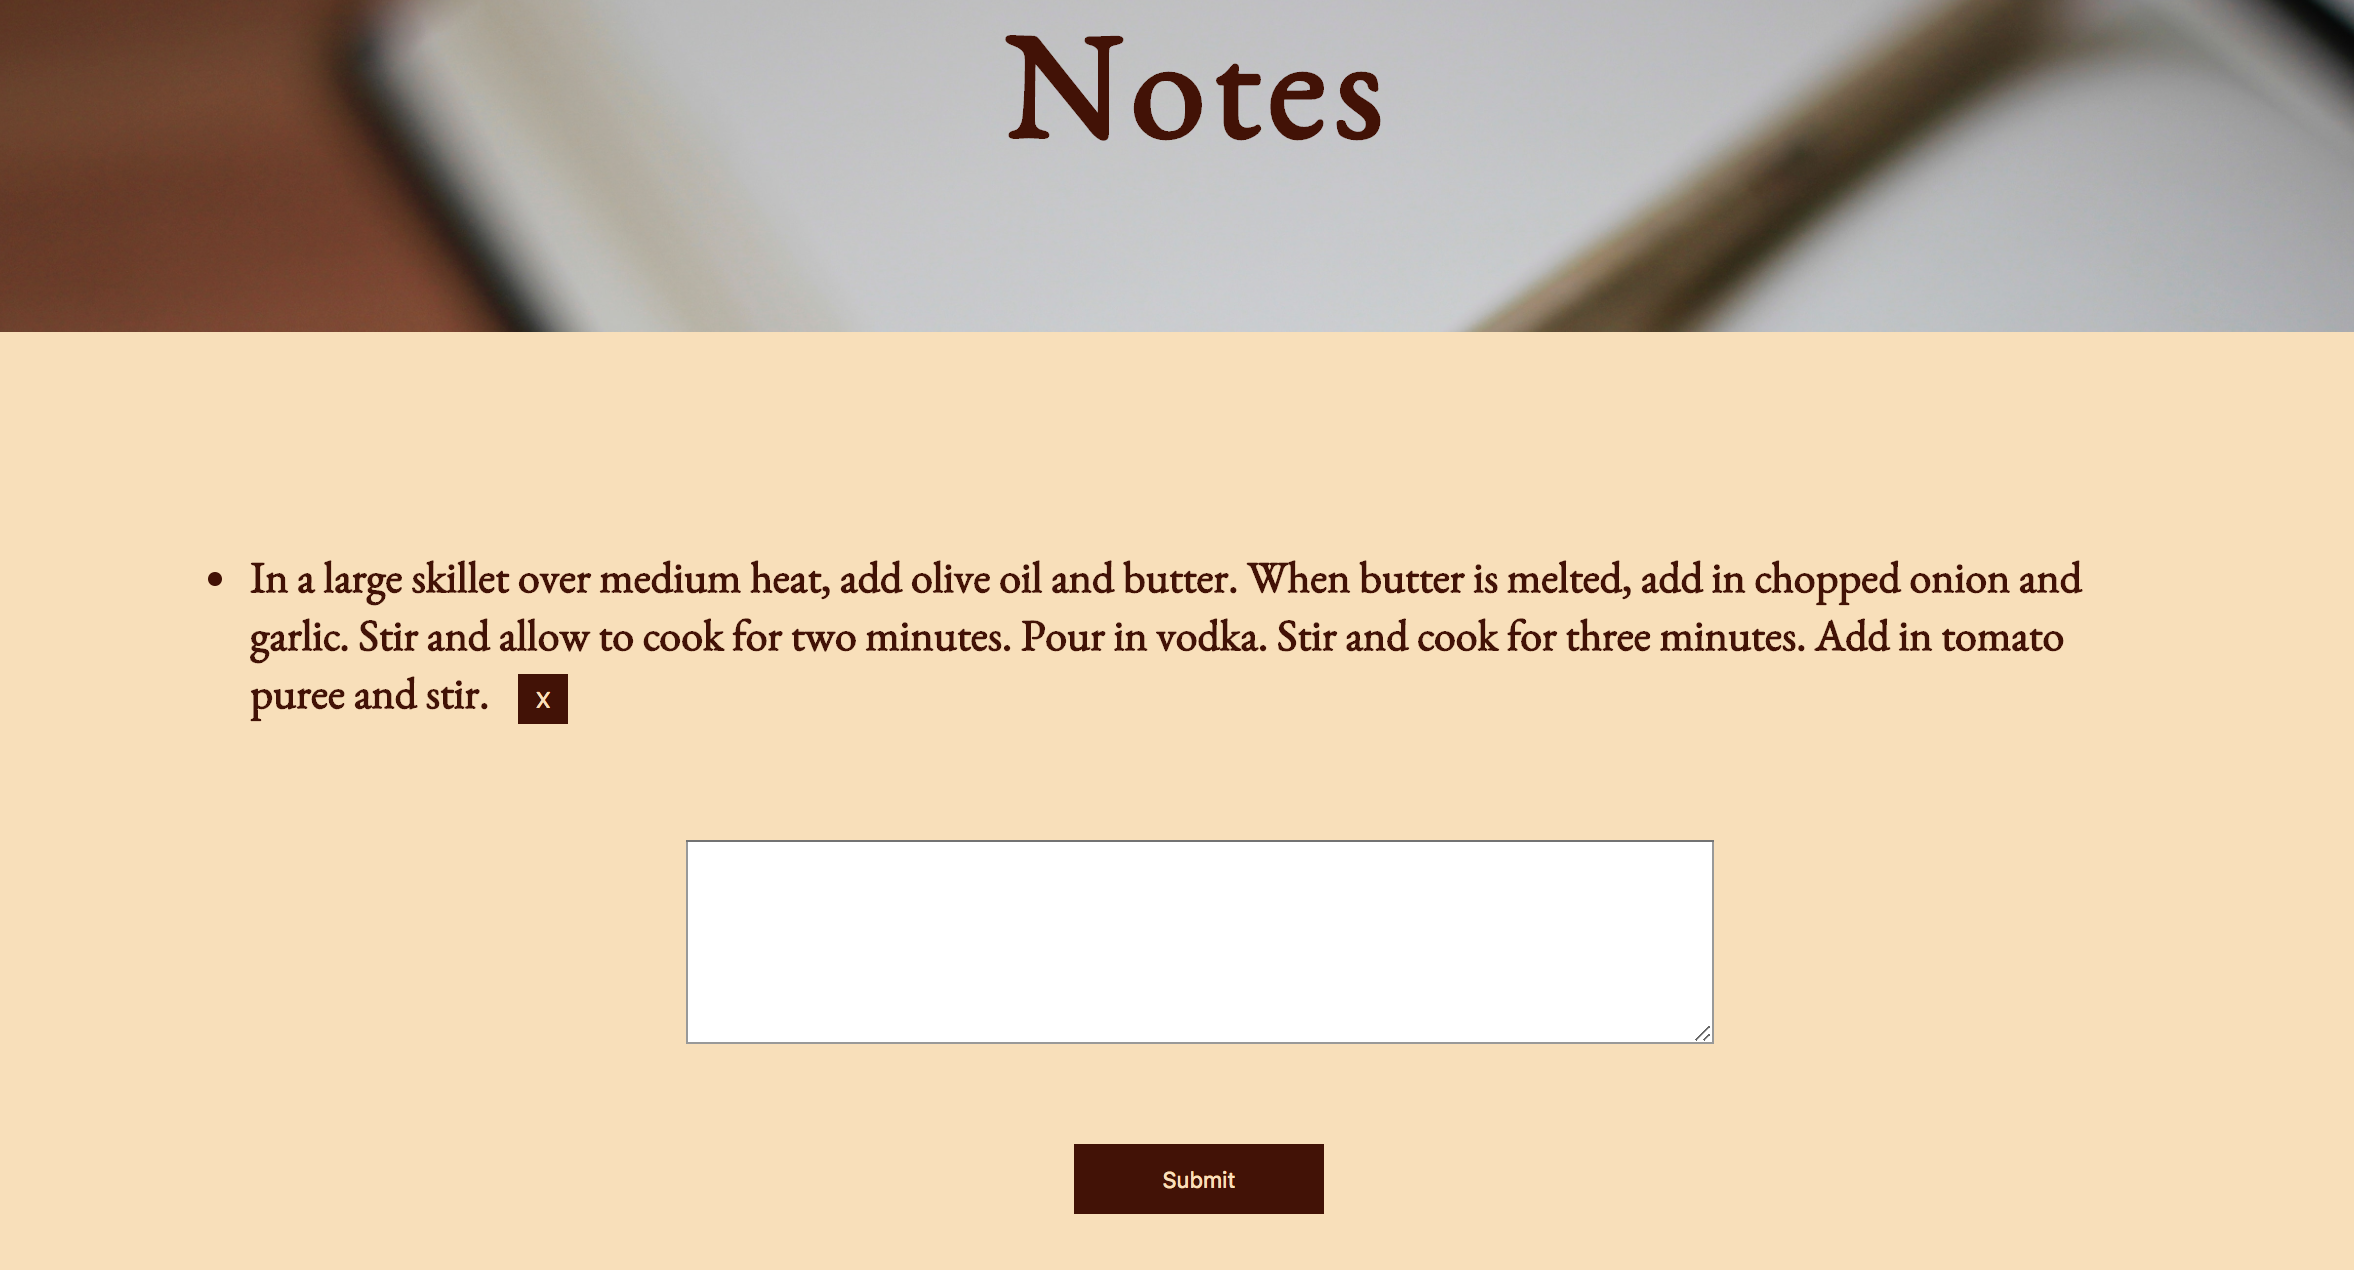 Notes
• In a large skillet over medium heat, add olive oil and butter. When butter is melted, add in chopped onion and
garlic. Stir and allow to cook for two minutes. Pour in vodka. Stir and cook for three minutes. Add in tomato
puree and stir. x
Submit